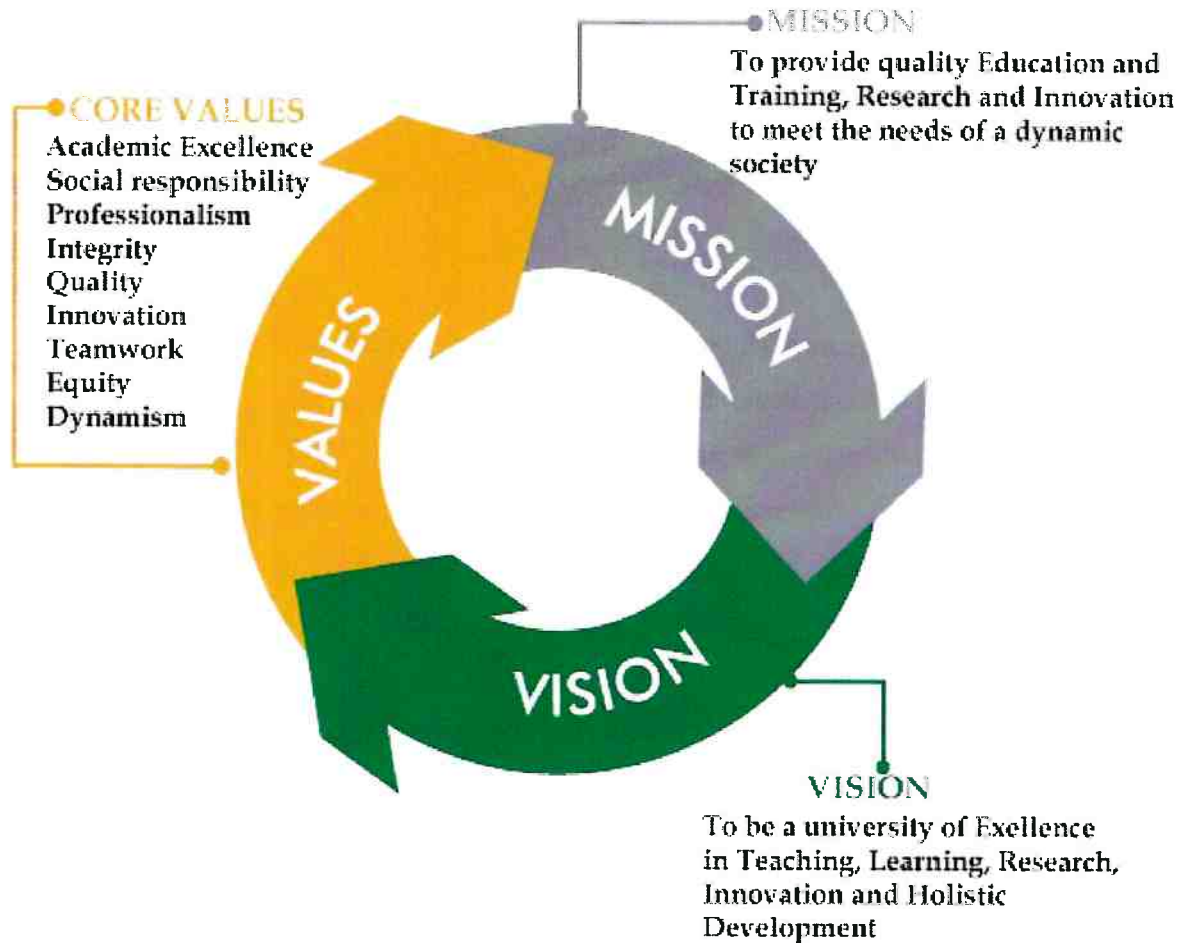 MISSION
To provide quality Education and
Training, Research and Innovation
to meet the needs of a dynamic
society
CORE VALUES
Academic Excellence
Social responsibility
Professionalism
Integrity
Quality
Innovation
Teamwork
Equity
Dynamism
MISSION
VALUES
VISION
VISION
To be a university of Exellence
in Teaching, Learning, Research,
Innovation and Holistic
Development